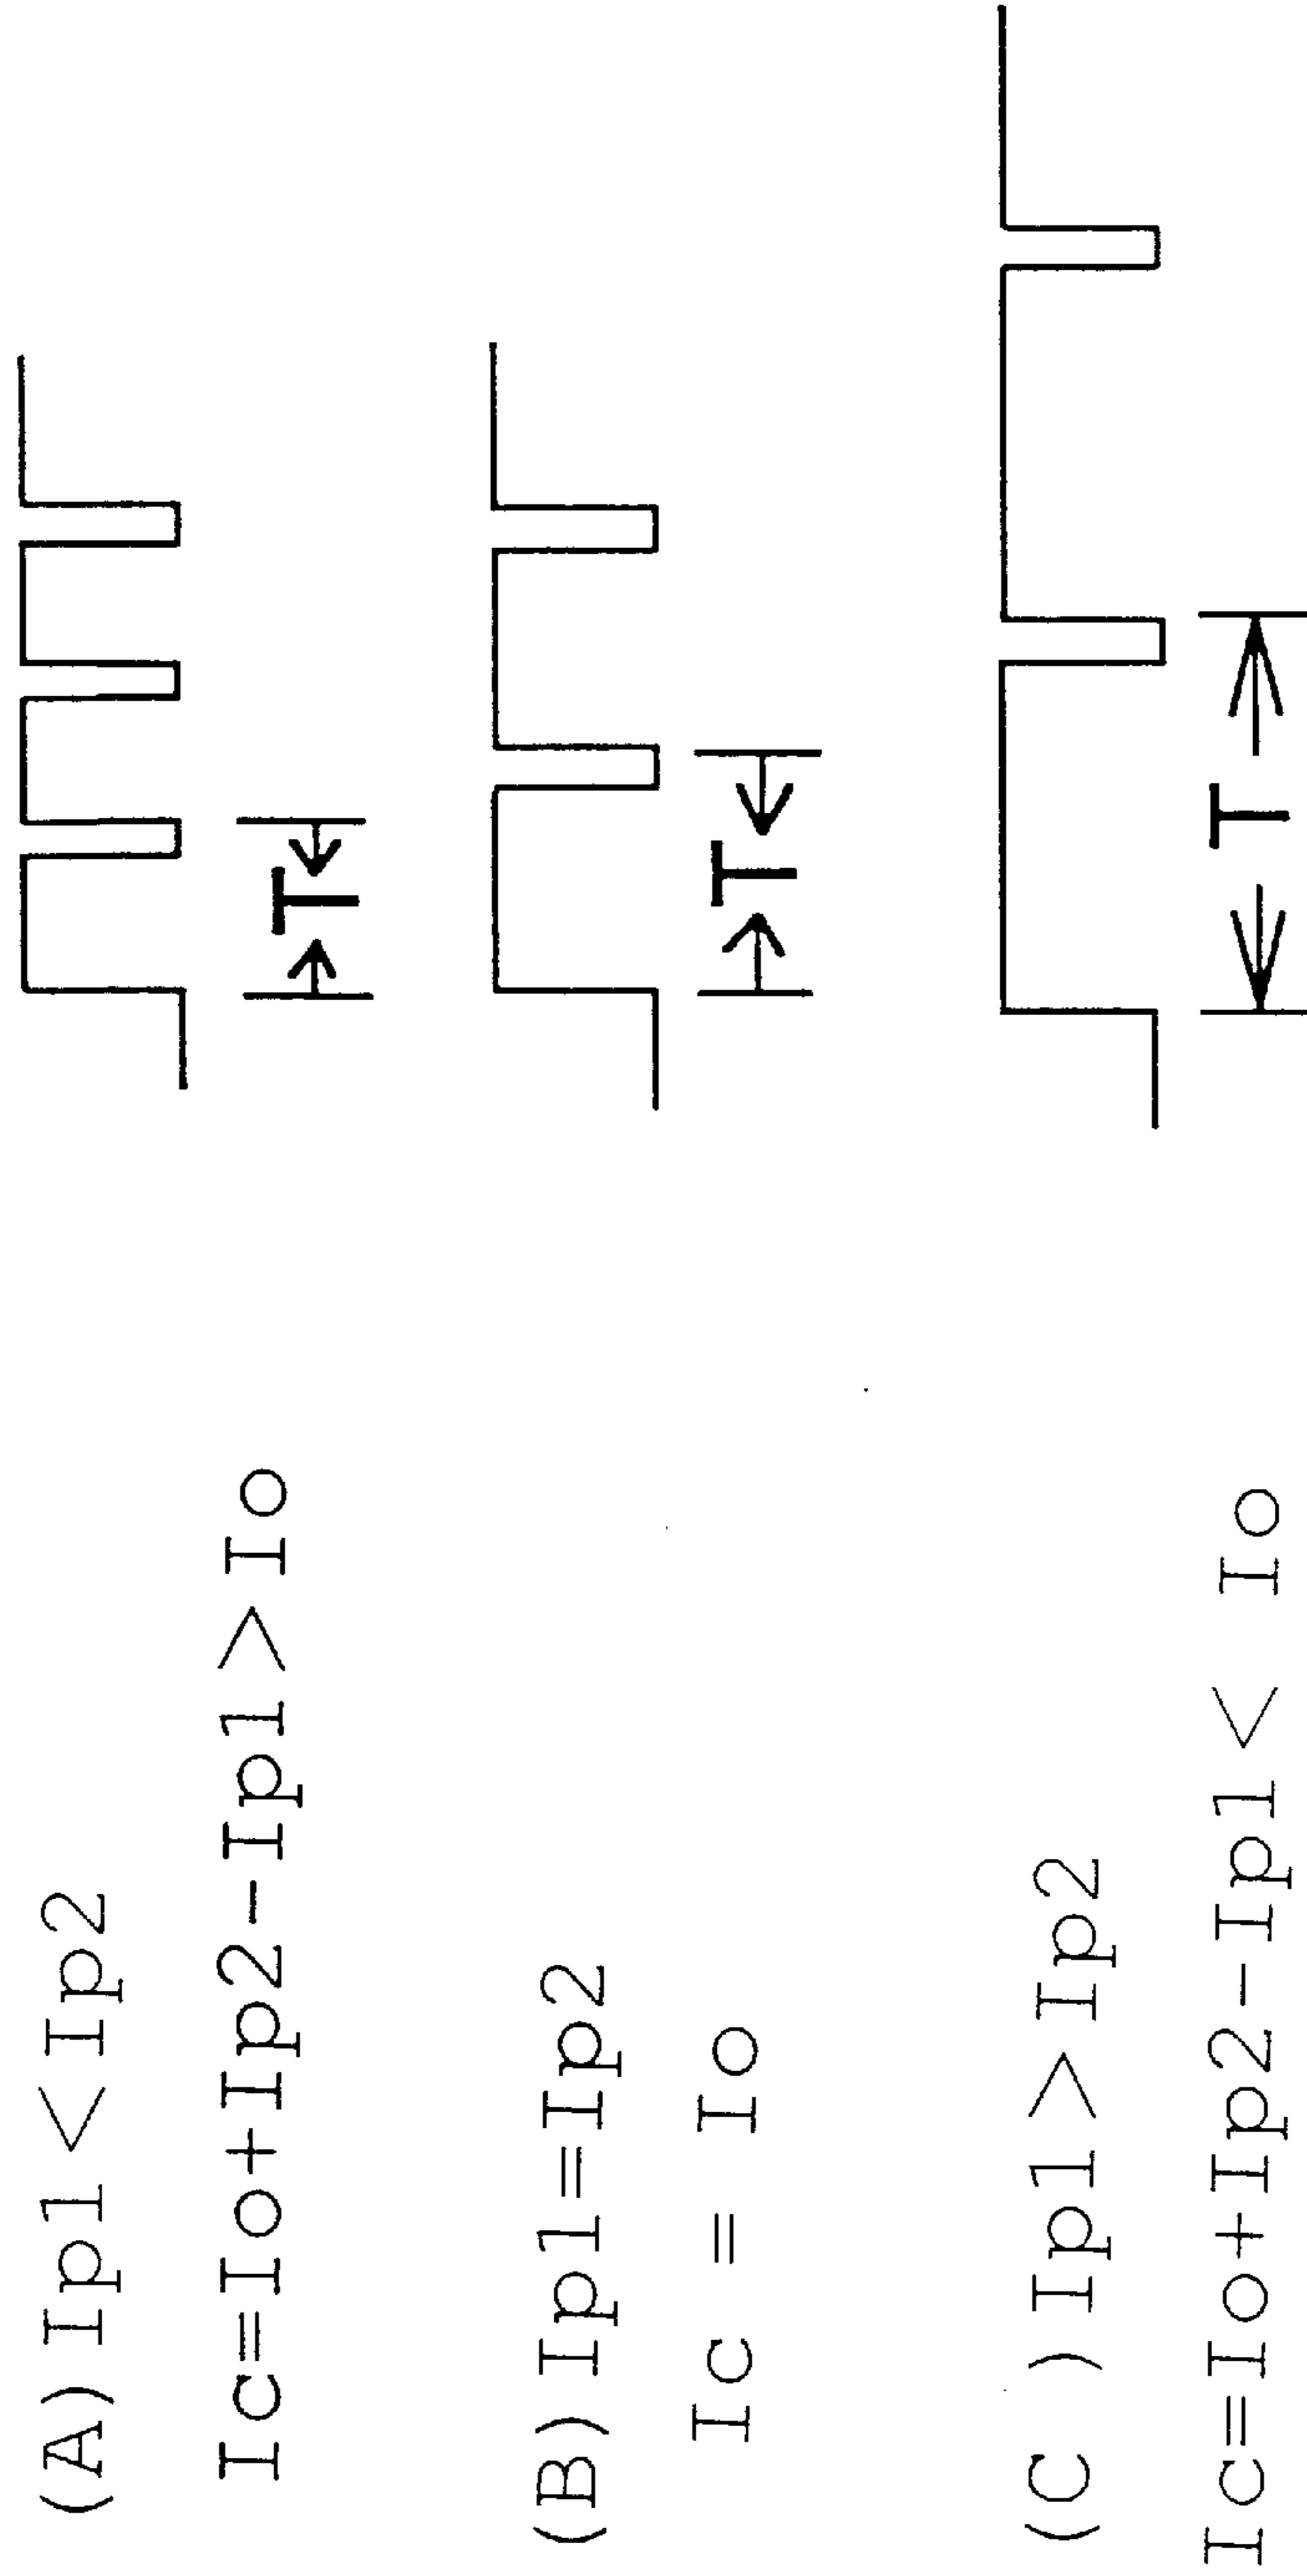 (A) Ip1 < Ip2
Ic=Io+Ip2-Ip1 > Io
T
(B) Ip1=Ip2
Ic = Io
T
(C ) Ip1 > Ip2
Ic=Io+Ip2-Ip1 < Io
T